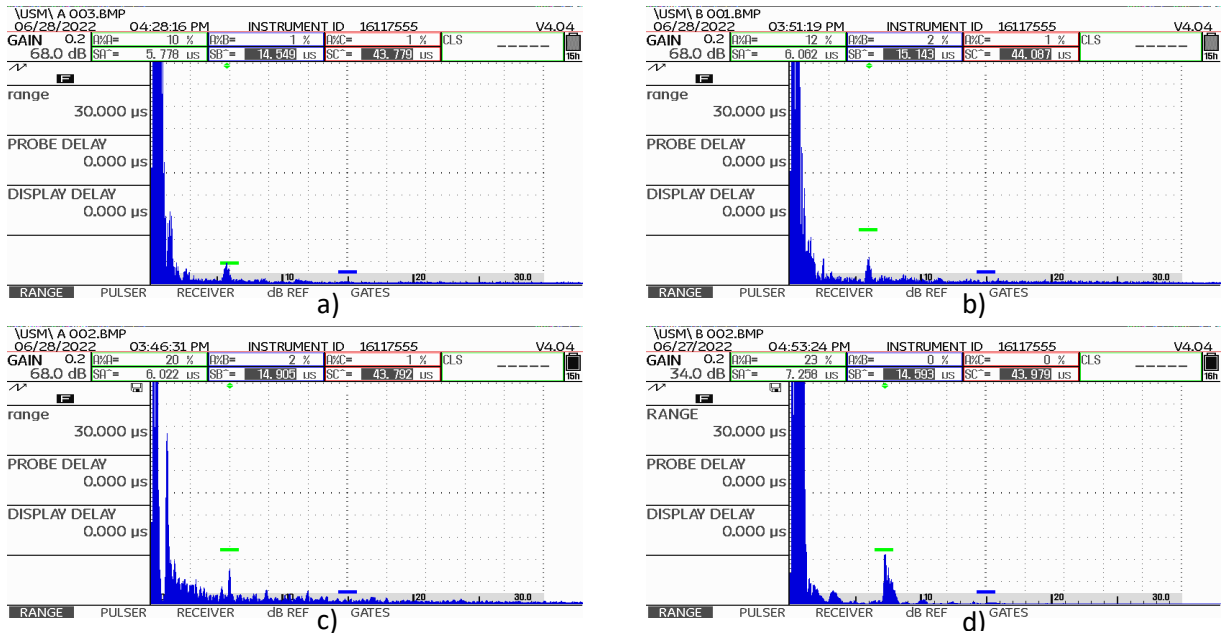 \USM\ A 003.BMP
06/28/2022 04:28:16 PM INSTRUMENT ID 16117555 V4.04
GAIN 0.2 A%A= 10 % A%B= 1 % A%C= 1 % CLS -----
68.0 dB SA^= 5.778 us SB^= 14.549 us SC^= 43.779 us 15h
F
range
30.000 µs
PROBE DELAY
0.000 µs
DISPLAY DELAY
0.000 µs
10 20 30.0
RANGE PULSER RECEIVER dB REF GATES
a)
\USM\ B 001.BMP
06/28/2022 03:51:19 PM INSTRUMENT ID 16117555 V4.04
GAIN 0.2 A%A= 12 % A%B= 2 % A%C= 1 % CLS -----
68.0 dB SA^= 6.062 us SB^= 15.143 us SC^= 44.087 us 15h
F
range
30.000 µs
PROBE DELAY
0.000 µs
DISPLAY DELAY
0.000 µs
10 20 30.0
RANGE PULSER RECEIVER dB REF GATES
b)
\USM\ A 002.BMP
06/28/2022 03:46:31 PM INSTRUMENT ID 16117555 V4.04
GAIN 0.2 A%A= 20 % A%B= 2 % A%C= 1 % CLS -----
68.0 dB SA^= 6.022 us SB^= 14.905 us SC^= 43.792 us 15h
F
range
30.000 µs
PROBE DELAY
0.000 µs
DISPLAY DELAY
0.000 µs
10 20 30.0
RANGE PULSER RECEIVER dB REF GATES
c)
\USM\ B 002.BMP
06/27/2022 04:53:24 PM INSTRUMENT ID 16117555 V4.04
GAIN 0.2 A%A= 23 % A%B= 0 % A%C= 0 % CLS -----
34.0 dB SA^= 7.258 us SB^= 14.593 us SC^= 43.979 us 16h
F
RANGE
30.000 µs
PROBE DELAY
0.000 µs
DISPLAY DELAY
0.000 µs
10 20 30.0
RANGE PULSER RECEIVER dB REF GATES
d)